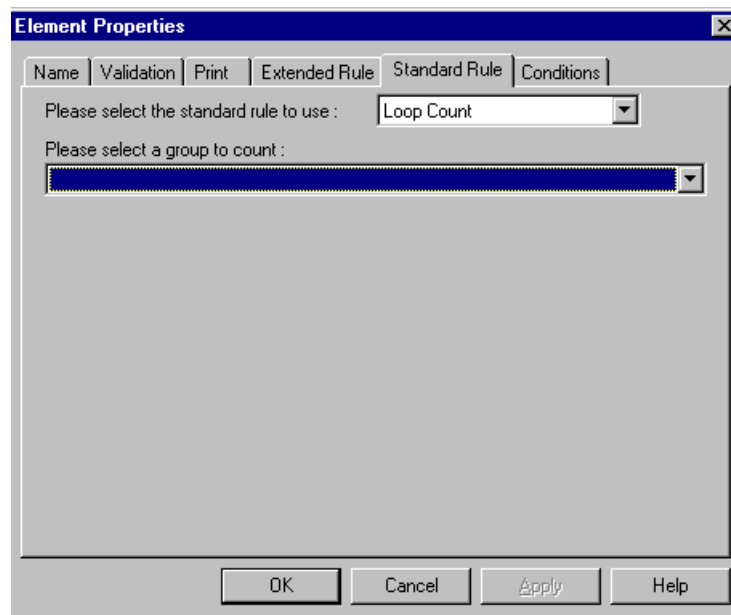 Element Properties
Name Validation Print Extended Rule Standard Rule Conditions
Please select the standard rule to use : Loop Count
Please select a group to count :
OK Cancel Apply Help